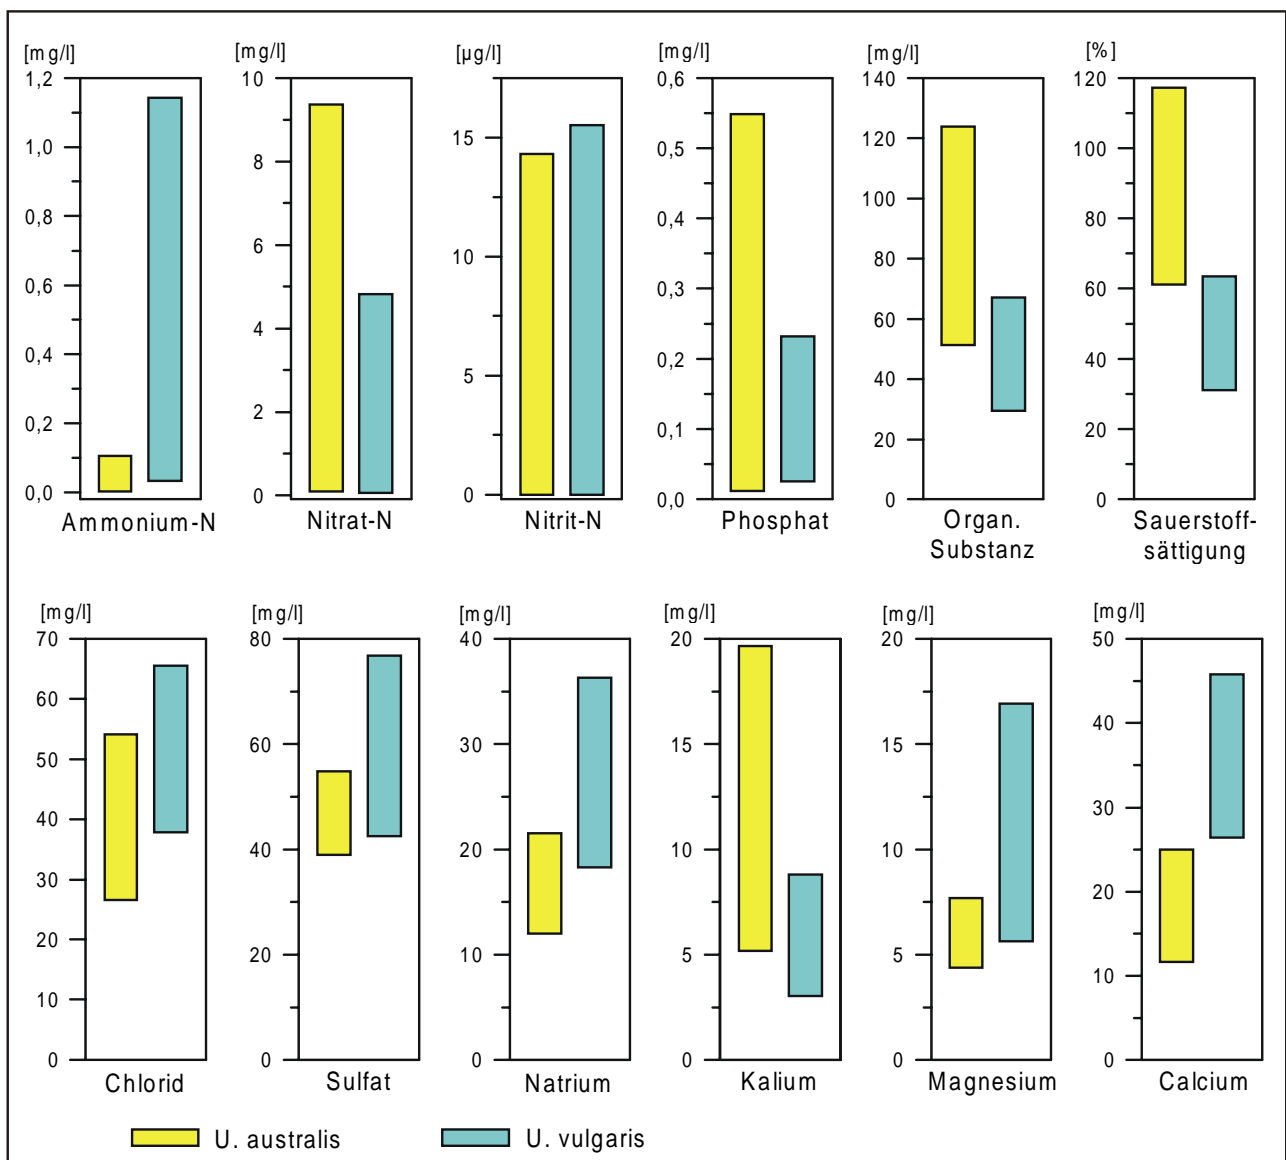 [mg/l] [mg/l] [µg/l] [mg/l] [mg/l] [%]
1,2 10 15 0,6 140 120
1,0 8 10 0,5 120 100
0,8 6 5 0,4 100 80
0,6 4 0 0,3 80 60
0,4 2 0,2 60 40
0,2 0 0,1 40 20
0,0 0,0 20 0
0
Ammonium-N Nitrat-N Nitrit-N Phosphat Organ. Sauerstoff-
Substanz sättigung
[mg/l] [mg/l] [mg/l] [mg/l] [mg/l] [mg/l]
70 80 40 20 20 50
60 60 30 15 15 40
50 40 20 10 10 30
40 20 10 5 5 20
30 0 0 0 0 10
20 0
10
0
Chlorid Sulfat Natrium Kalium Magnesium Calcium
U. australis U. vulgaris